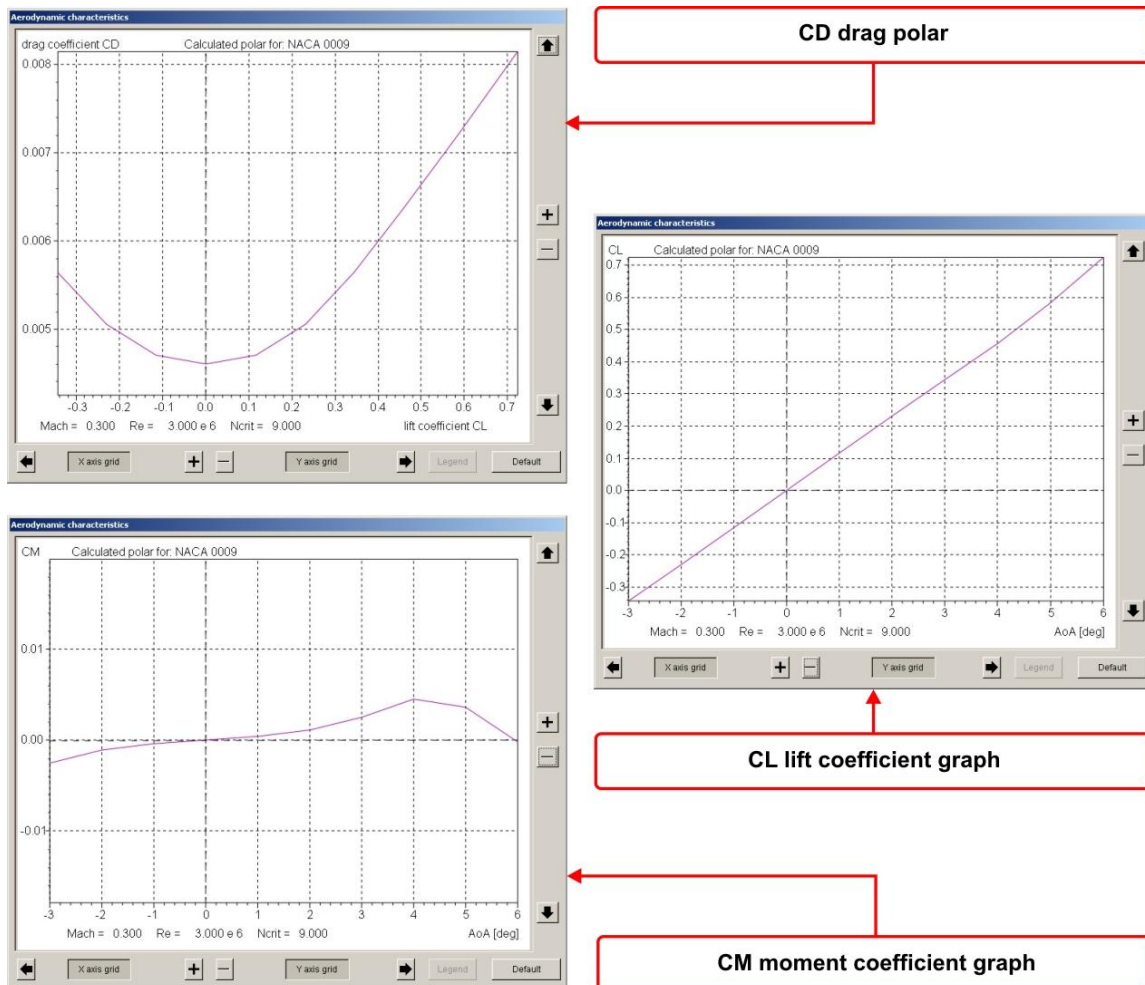 Aerodynamic characteristics
drag coefficient CD Calculated polar for: NACA 0009
0.008
0.007
0.006
0.005
-0.3 -0.2 -0.1 0.0 0.1 0.2 0.3 0.4 0.5 0.6 0.7
Mach = 0.300 Re = 3.000 e 6 Ncrit = 9.000 lift coefficient CL
X axis grid + − Y axis grid Legend Default
+
−
CD drag polar
Aerodynamic characteristics
CL Calculated polar for: NACA 0009
0.7
0.6
0.5
0.4
0.3
0.2
0.1
0.0
-0.1
-0.2
-0.3
-3 -2 -1 0 1 2 3 4 5 6
Mach = 0.300 Re = 3.000 e 6 Ncrit = 9.000 AoA [deg]
X axis grid + − Y axis grid Legend Default
+
−
CL lift coefficient graph
Aerodynamic characteristics
CM Calculated polar for: NACA 0009
0.01
0.00
-0.01
-3 -2 -1 0 1 2 3 4 5 6
Mach = 0.300 Re = 3.000 e 6 Ncrit = 9.000 AoA [deg]
X axis grid + − Y axis grid Legend Default
+
−
CM moment coefficient graph